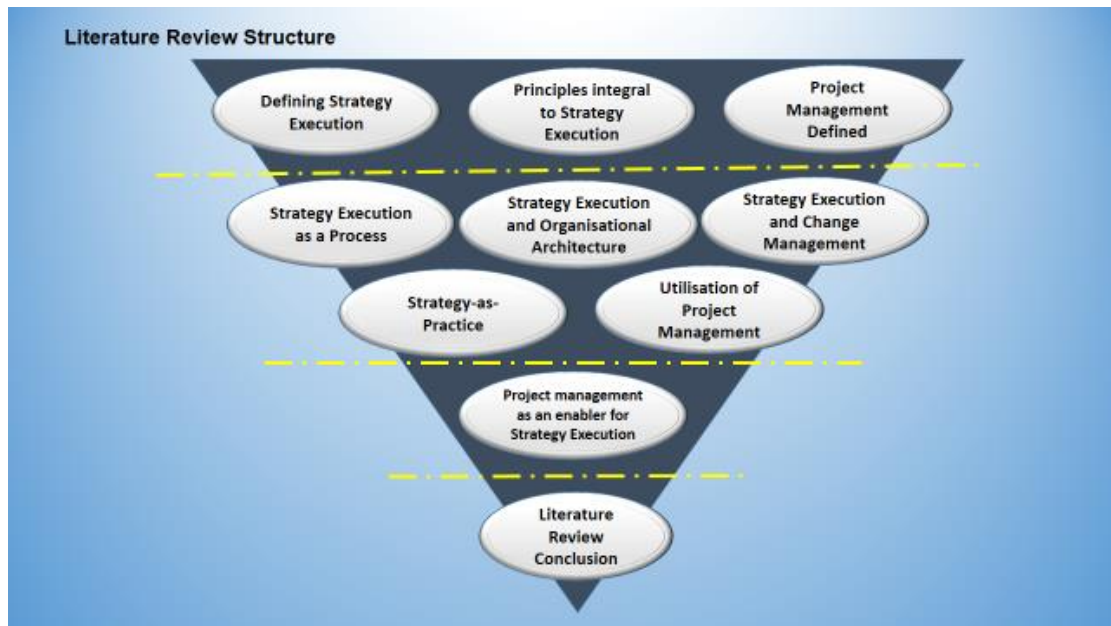 Literature Review Structure
Defining Strategy
Execution
Principles integral
to Strategy
Execution
Project
Management
Defined
Strategy Execution
as a Process
Strategy Execution
and Organisational
Architecture
Strategy Execution
and Change
Management
Strategy-as-
Practice
Utilisation of
Project
Management
Project management
as an enabler for
Strategy Execution
Literature
Review
Conclusion